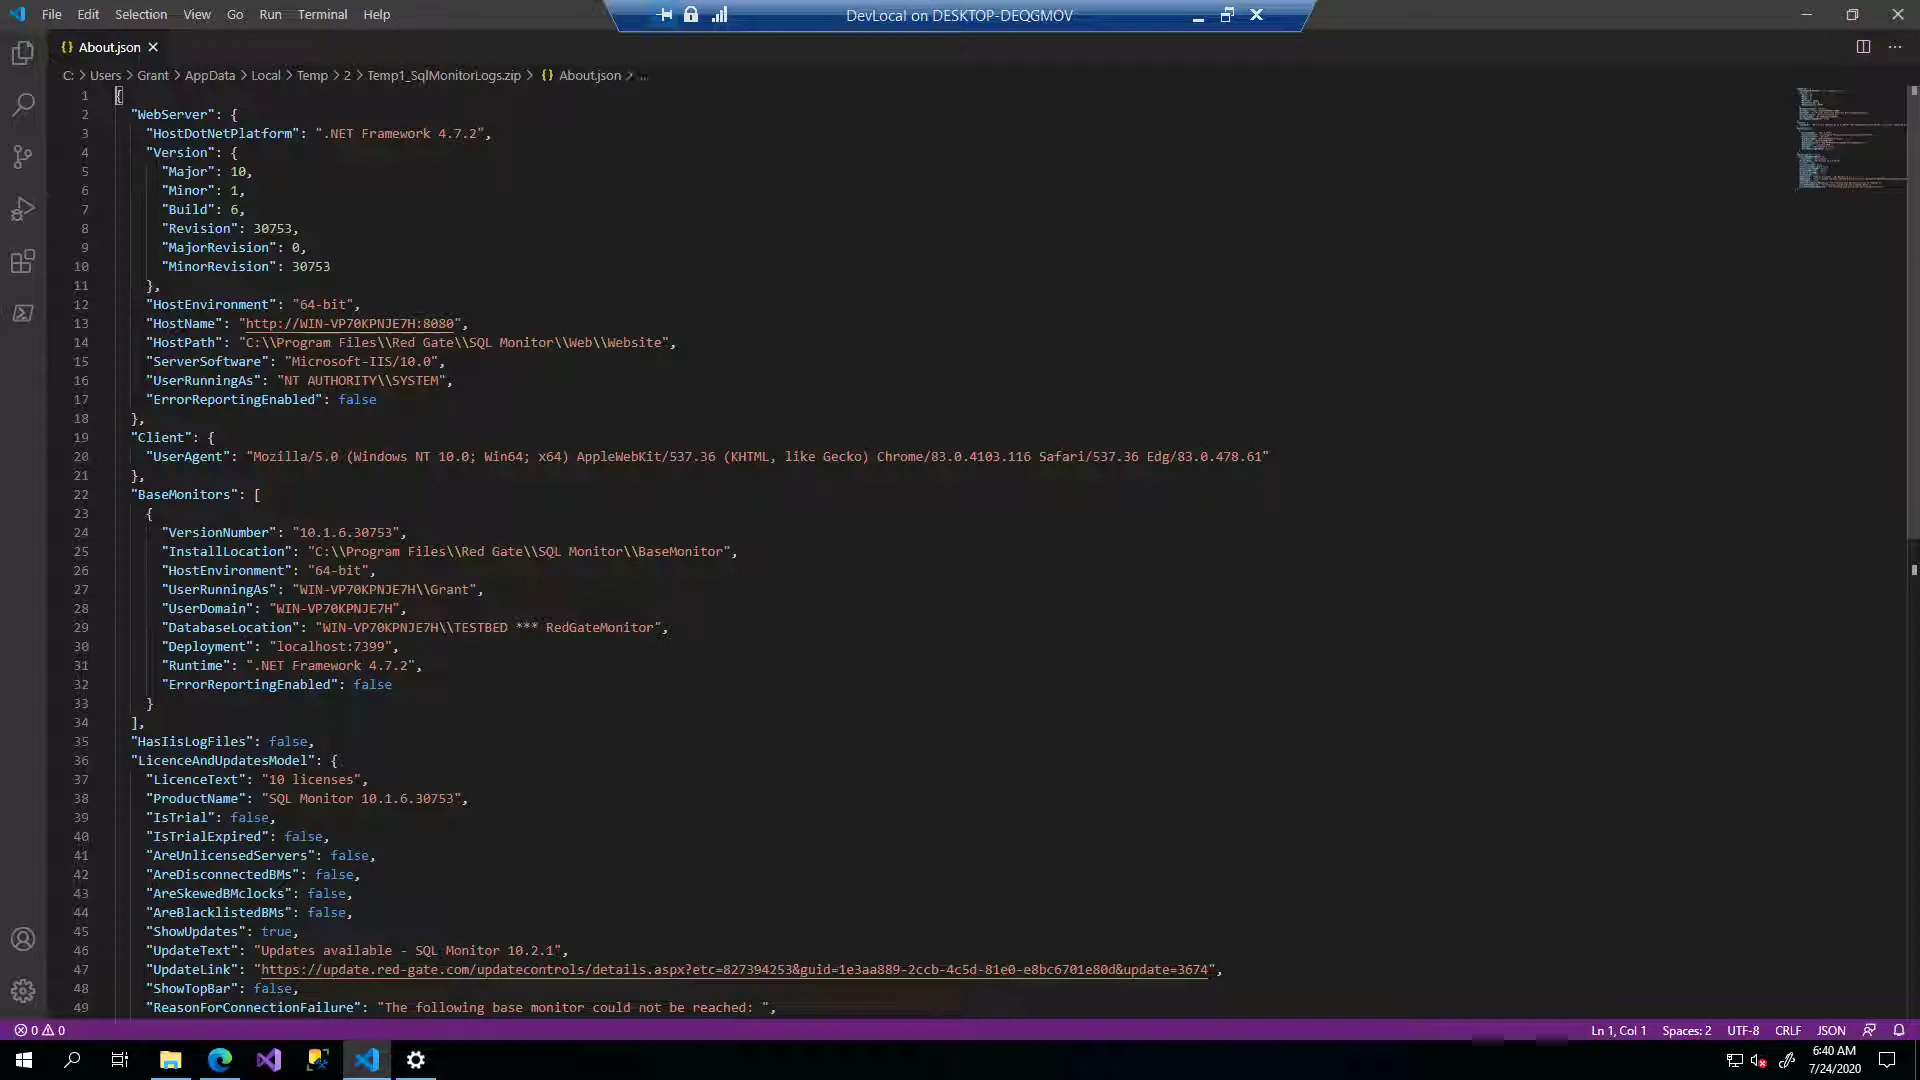 File Edit Selection View Go Run Terminal Help
DevLocal on DESKTOP-DEQGMOV
{} About.json
C: > Users > Grant > AppData > Local > Temp > 2 > Temp1_SqlMonitorLogs.zip > {} About.json > ...
1 {
2 "WebServer": {
3 "HostDotNetPlatform": ".NET Framework 4.7.2",
4 "Version": {
5 "Major": 10,
6 "Minor": 1,
7 "Build": 6,
8 "Revision": 30753,
9 "MajorRevision": 0,
10 "MinorRevision": 30753
11 },
12 "HostEnvironment": "64-bit",
13 "HostName": "http://WIN-VP70KPNJE7H:8080",
14 "HostPath": "C:\\Program Files\\Red Gate\\SQL Monitor\\Web\\Website",
15 "ServerSoftware": "Microsoft-IIS/10.0",
16 "UserRunningAs": "NT AUTHORITY\\SYSTEM",
17 "ErrorReportingEnabled": false
18 },
19 "Client": {
20 "UserAgent": "Mozilla/5.0 (Windows NT 10.0; Win64; x64) AppleWebKit/537.36 (KHTML, like Gecko) Chrome/83.0.4103.116 Safari/537.36 Edg/83.0.478.61"
21 },
22 "BaseMonitors": [
23 {
24 "VersionNumber": "10.1.6.30753",
25 "InstallLocation": "C:\\Program Files\\Red Gate\\SQL Monitor\\BaseMonitor",
26 "HostEnvironment": "64-bit",
27 "UserRunningAs": "WIN-VP70KPNJE7H\\Grant",
28 "UserDomain": "WIN-VP70KPNJE7H",
29 "DatabaseLocation": "WIN-VP70KPNJE7H\\TESTBED *** RedGateMonitor",
30 "Deployment": "localhost:7399",
31 "Runtime": ".NET Framework 4.7.2",
32 "ErrorReportingEnabled": false
33 }
34 ],
35 "HasIisLogFiles": false,
36 "LicenceAndUpdatesModel": {
37 "LicenceText": "10 licenses",
38 "ProductName": "SQL Monitor 10.1.6.30753",
39 "IsTrial": false,
40 "IsTrialExpired": false,
41 "AreUnlicensedServers": false,
42 "AreDisconnectedBMs": false,
43 "AreSkewedBMclocks": false,
44 "AreBlacklistedBMs": false,
45 "ShowUpdates": true,
46 "UpdateText": "Updates available - SQL Monitor 10.2.1",
47 "UpdateLink": "https://update.red-gate.com/updatecontrols/details.aspx?etc=827394253&guid=1e3aa889-2ccb-4c5d-81e0-e8bc6701e80d&update=3674",
48 "ShowTopBar": false,
49 "ReasonForConnectionFailure": "The following base monitor could not be reached: ",
0 0 Ln 1, Col 1 Spaces: 2 UTF-8 CRLF JSON
6:40 AM
7/24/2020